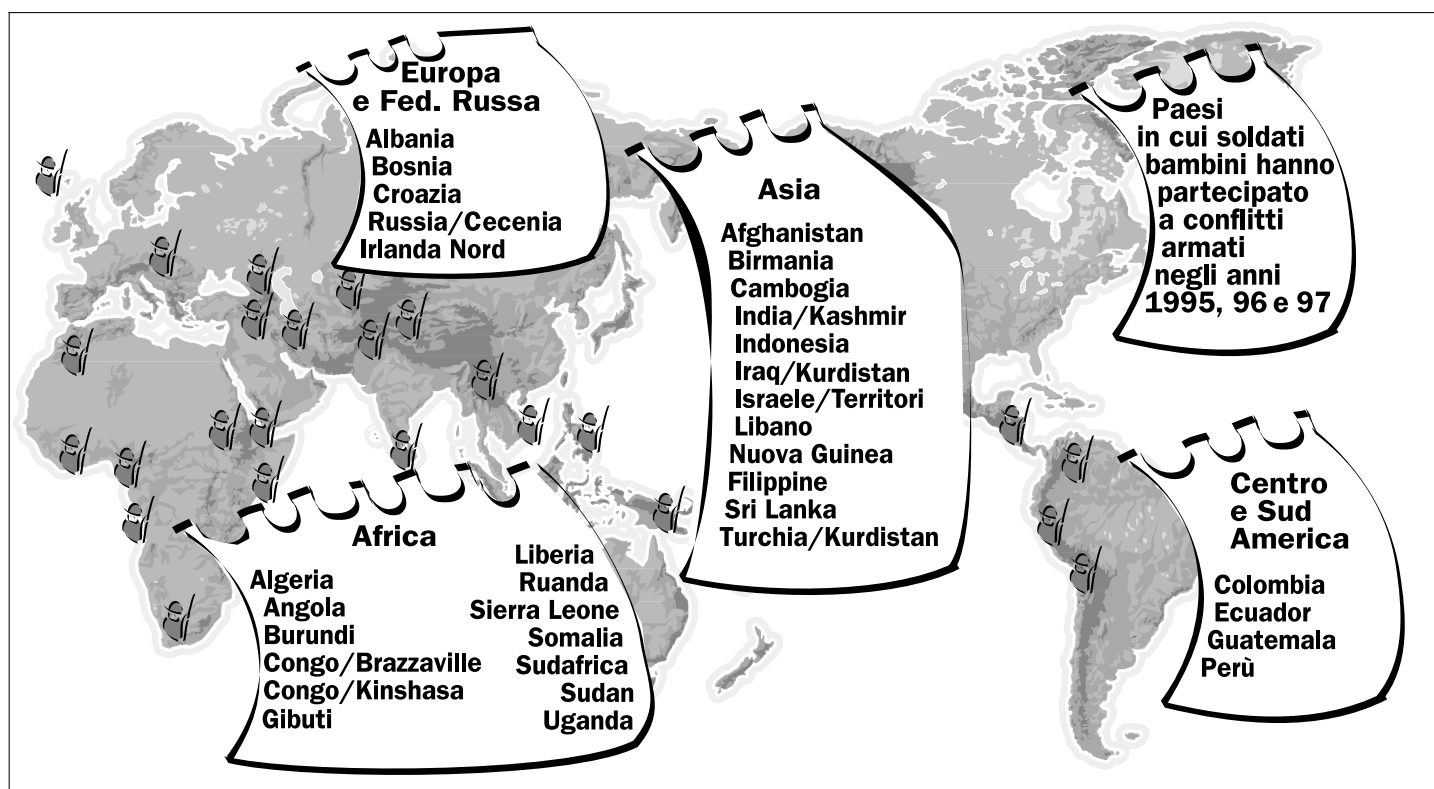 Europa
e Fed. Russa
Albania
Bosnia
Croazia
Russia/Cecenia
Irlanda Nord
Asia
Afghanistan
Birmania
Cambogia
India/Kashmir
Indonesia
Iraq/Kurdistan
Israele/Territori
Libano
Nuova Guinea
Filippine
Sri Lanka
Turchia/Kurdistan
Paesi
in cui soldati
bambini hanno
partecipato
a conflitti
armati
negli anni
1995, 96 e 97
Africa
Algeria
Angola
Burundi
Congo/Brazzaville
Congo/Kinshasa
Gibuti
Liberia
Ruanda
Sierra Leone
Somalia
Sudafrica
Sudan
Uganda
Centro
e Sud
America
Colombia
Ecuador
Guatemala
Perù